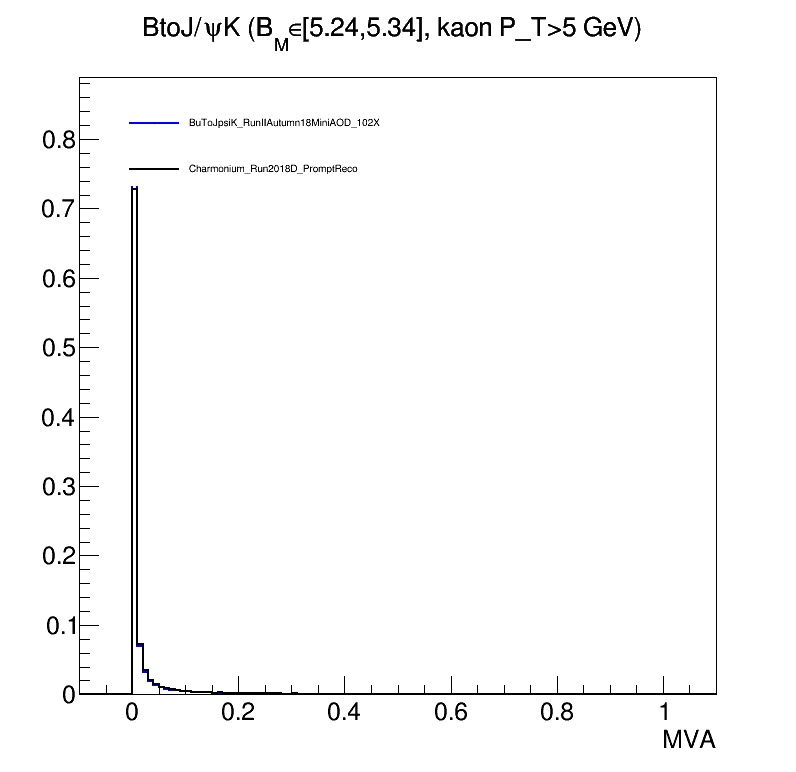 BtoJ/ψK (B_M∈[5.24,5.34], kaon P_T>5 GeV)
BuToJpsiK_RunIIAutumn18MiniAOD_102X
Charmonium_Run2018D_PromptReco
0.8
0.7
0.6
0.5
0.4
0.3
0.2
0.1
0
0 0.2 0.4 0.6 0.8 1
MVA